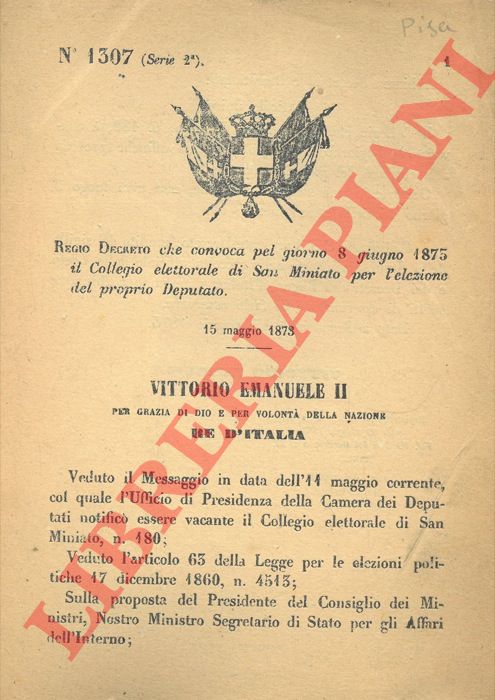 Pisa
N° 1307 (Serie 2ª). 1
REGIO DECRETO che convoca pel giorno 8 giugno 1873
il Collegio elettorale di San Miniato per l'elezione
del proprio Deputato.
15 maggio 1873
VITTORIO EMANUELE II
PER GRAZIA DI DIO E PER VOLONTÀ DELLA NAZIONE
RE D'ITALIA
Veduto il Messaggio in data dell'11 maggio corrente,
col quale l'Ufficio di Presidenza della Camera dei Depu-
tati notificò essere vacante il Collegio elettorale di San
Miniato, n. 180;
Veduto l'articolo 63 della Legge per le elezioni poli-
tiche 17 dicembre 1860, n. 4513;
Sulla proposta del Presidente del Consiglio dei Mi-
nistri, Nostro Ministro Segretario di Stato per gli Affari
dell'Interno;
LIBRERIA PIANI